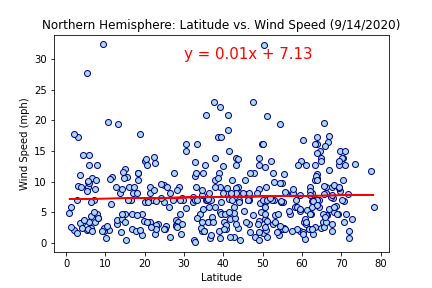 Northern Hemisphere: Latitude vs. Wind Speed (9/14/2020)
y = 0.01x + 7.13
30
25
20
15
10
5
0
Wind Speed (mph)
0 10 20 30 40 50 60 70 80
Latitude